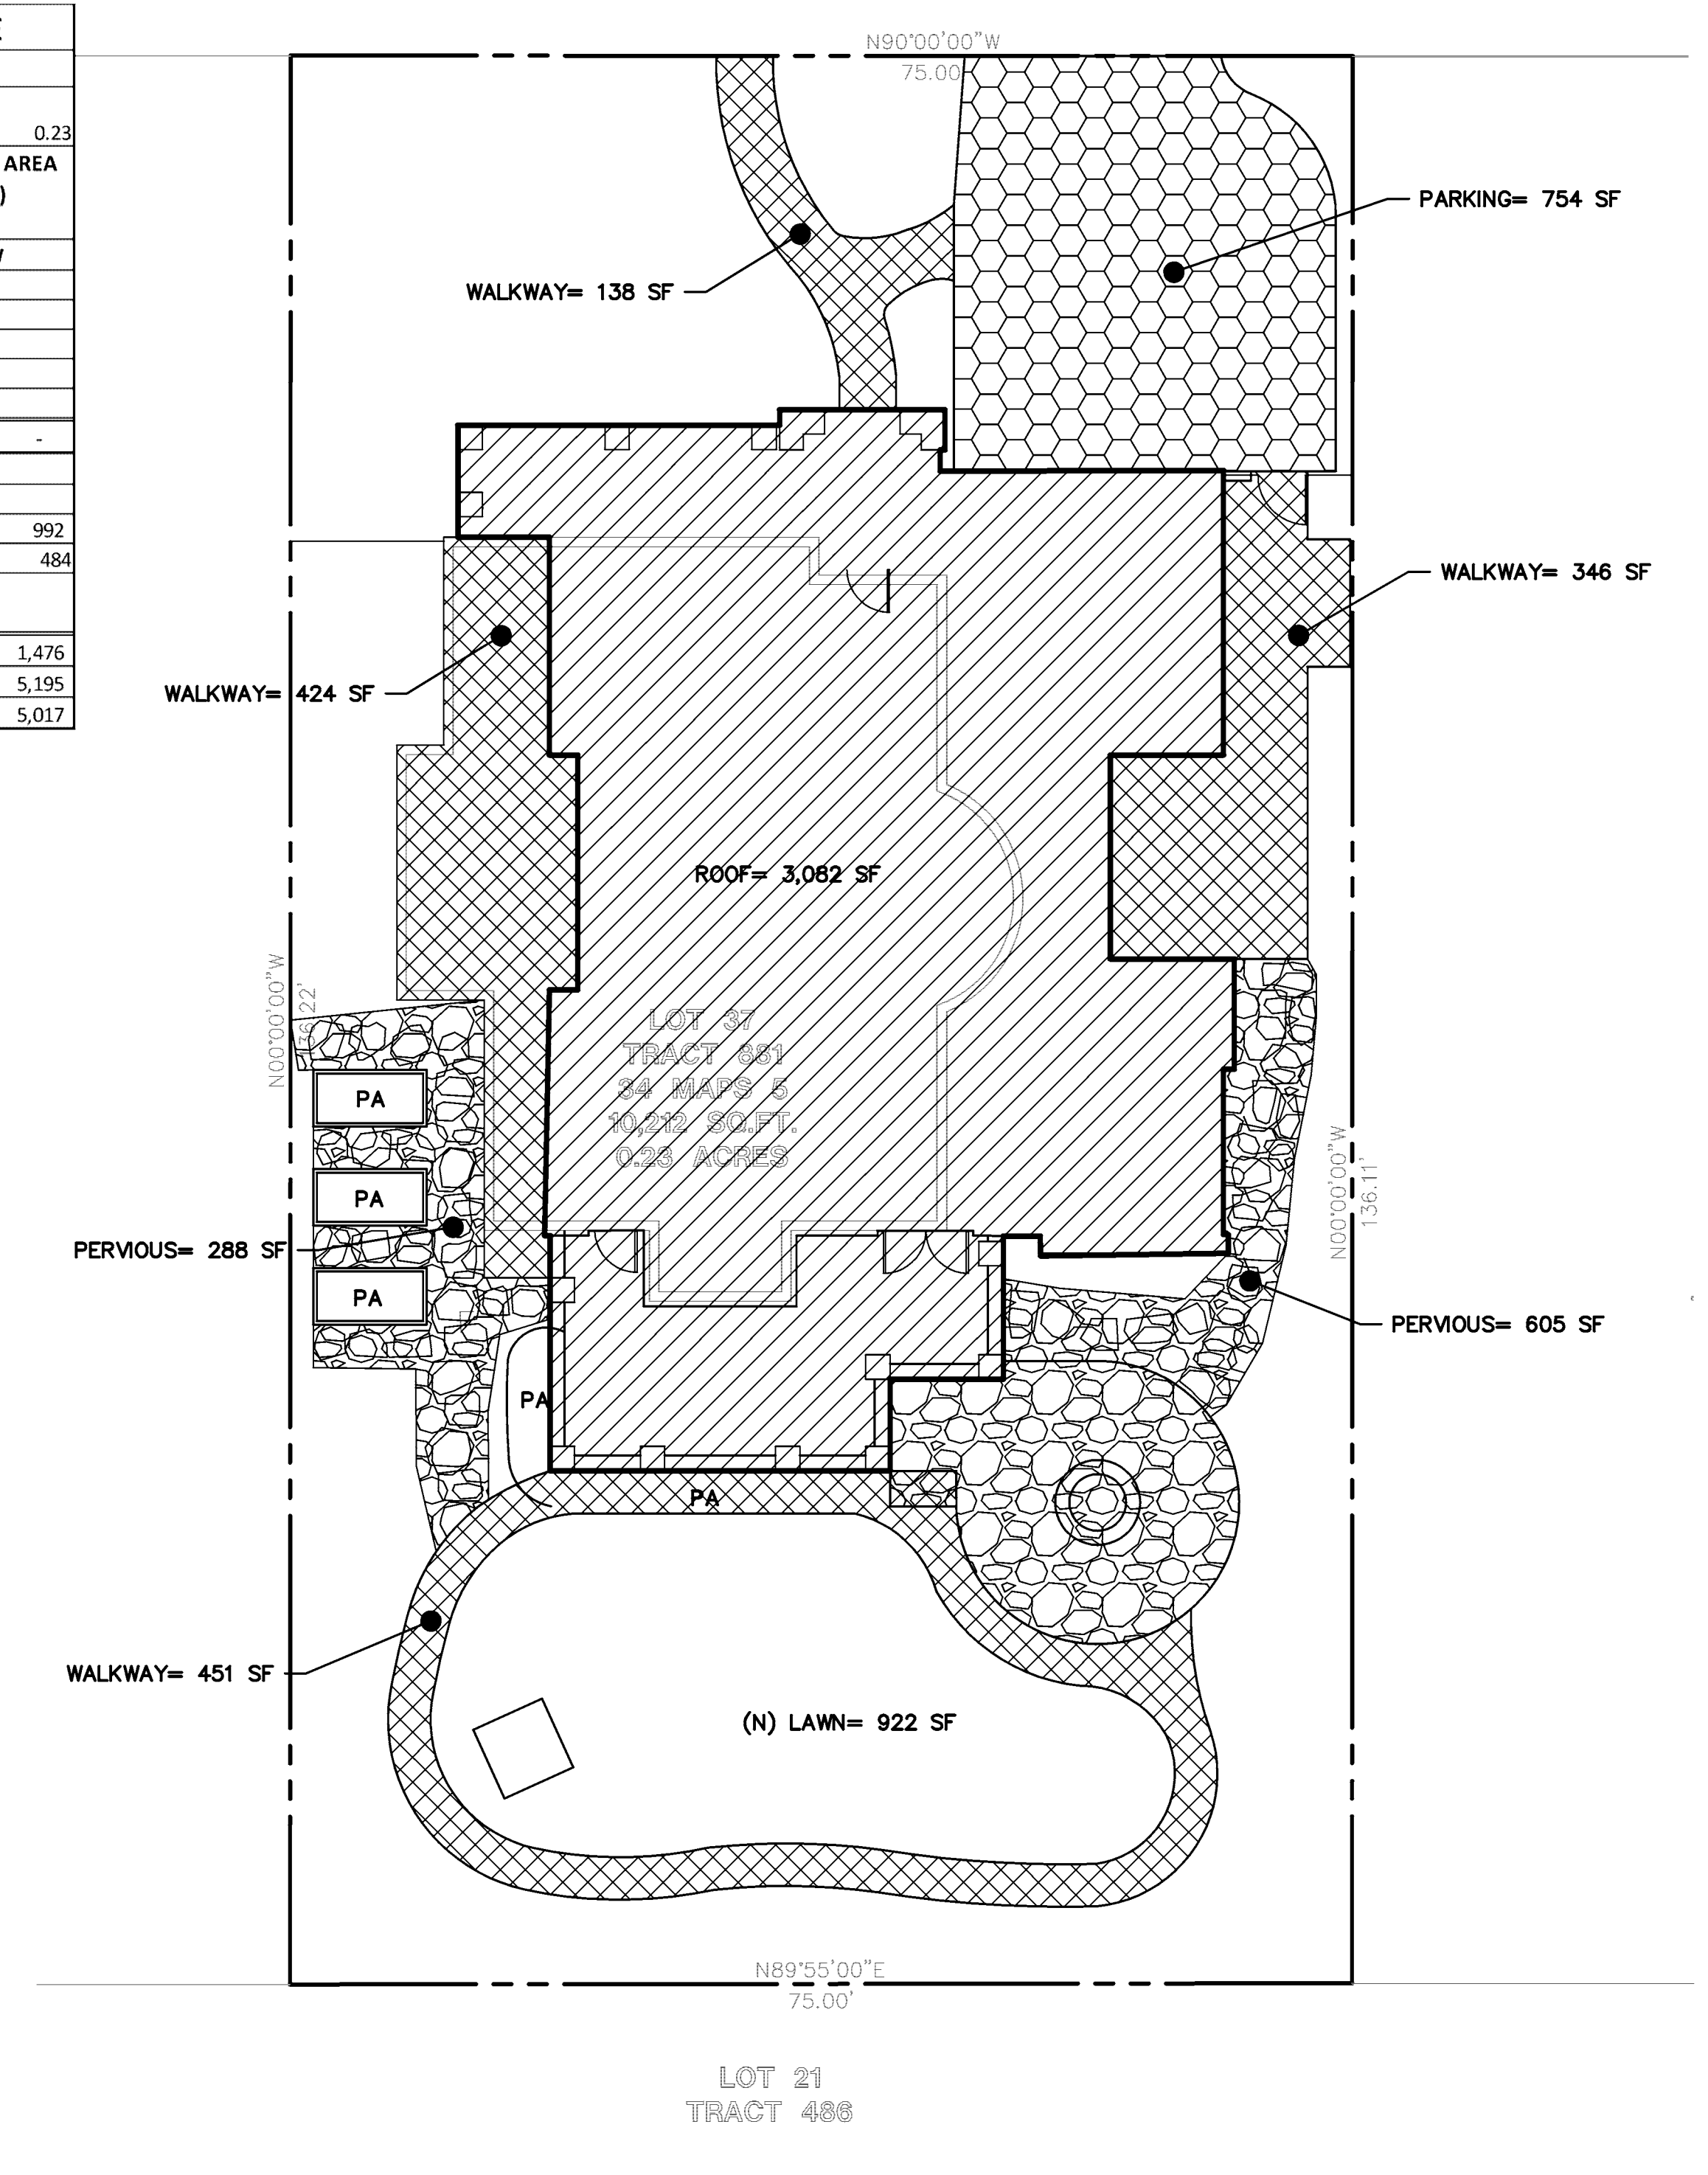 N90°00'00"W
75.00
0.23
AREA
)
PARKING= 754 SF
WALKWAY= 138 SF
-
992
484
WALKWAY= 346 SF
1,476
5,195
5,017
WALKWAY= 424 SF
ROOF= 3,082 SF
N00°00'00"W
136.22'
LOT 37
TRACT 881
34 MAPS 5
10,212 SQ.FT.
0.23 ACRES
PA
PA
PA
N00°00'00"W
136.11'
PERVIOUS= 288 SF
PERVIOUS= 605 SF
PA
PA
WALKWAY= 451 SF
(N) LAWN= 922 SF
N89°55'00"E
75.00'
LOT 21
TRACT 486